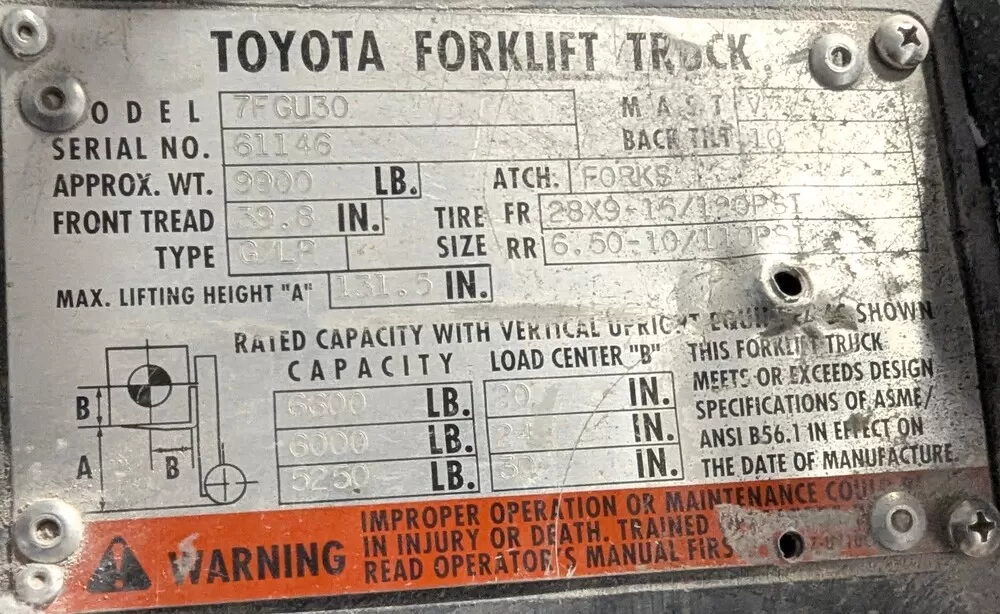 TOYOTA FORKLIFT TRUCK
MODEL 7FGU30 MAST V
SERIAL NO. 61146 BACK TILT 10
APPROX. WT. 9900 LB. ATCH. FORKS
FRONT TREAD 39.8 IN. TIRE SIZE FR 28X9-15/
TYPE G/LP RR 6.50-10/
MAX. LIFTING HEIGHT "A" 131.5 IN.
RATED CAPACITY WITH VERTICAL UPRIGHT SHOWN
CAPACITY LOAD CENTER "B"
6600 LB. 20 IN.
6000 LB. 24 IN.
5250 LB. 30 IN.
THIS FORKLIFT TRUCK
MEETS OR EXCEEDS DESIGN
SPECIFICATIONS OF ASME/
ANSI B56.1 IN EFFECT ON
THE DATE OF MANUFACTURE.
B
A
B
WARNING
IMPROPER OPERATION OR MAINTENANCE COULD
IN INJURY OR DEATH. TRAINED
READ OPERATOR'S MANUAL FIRS